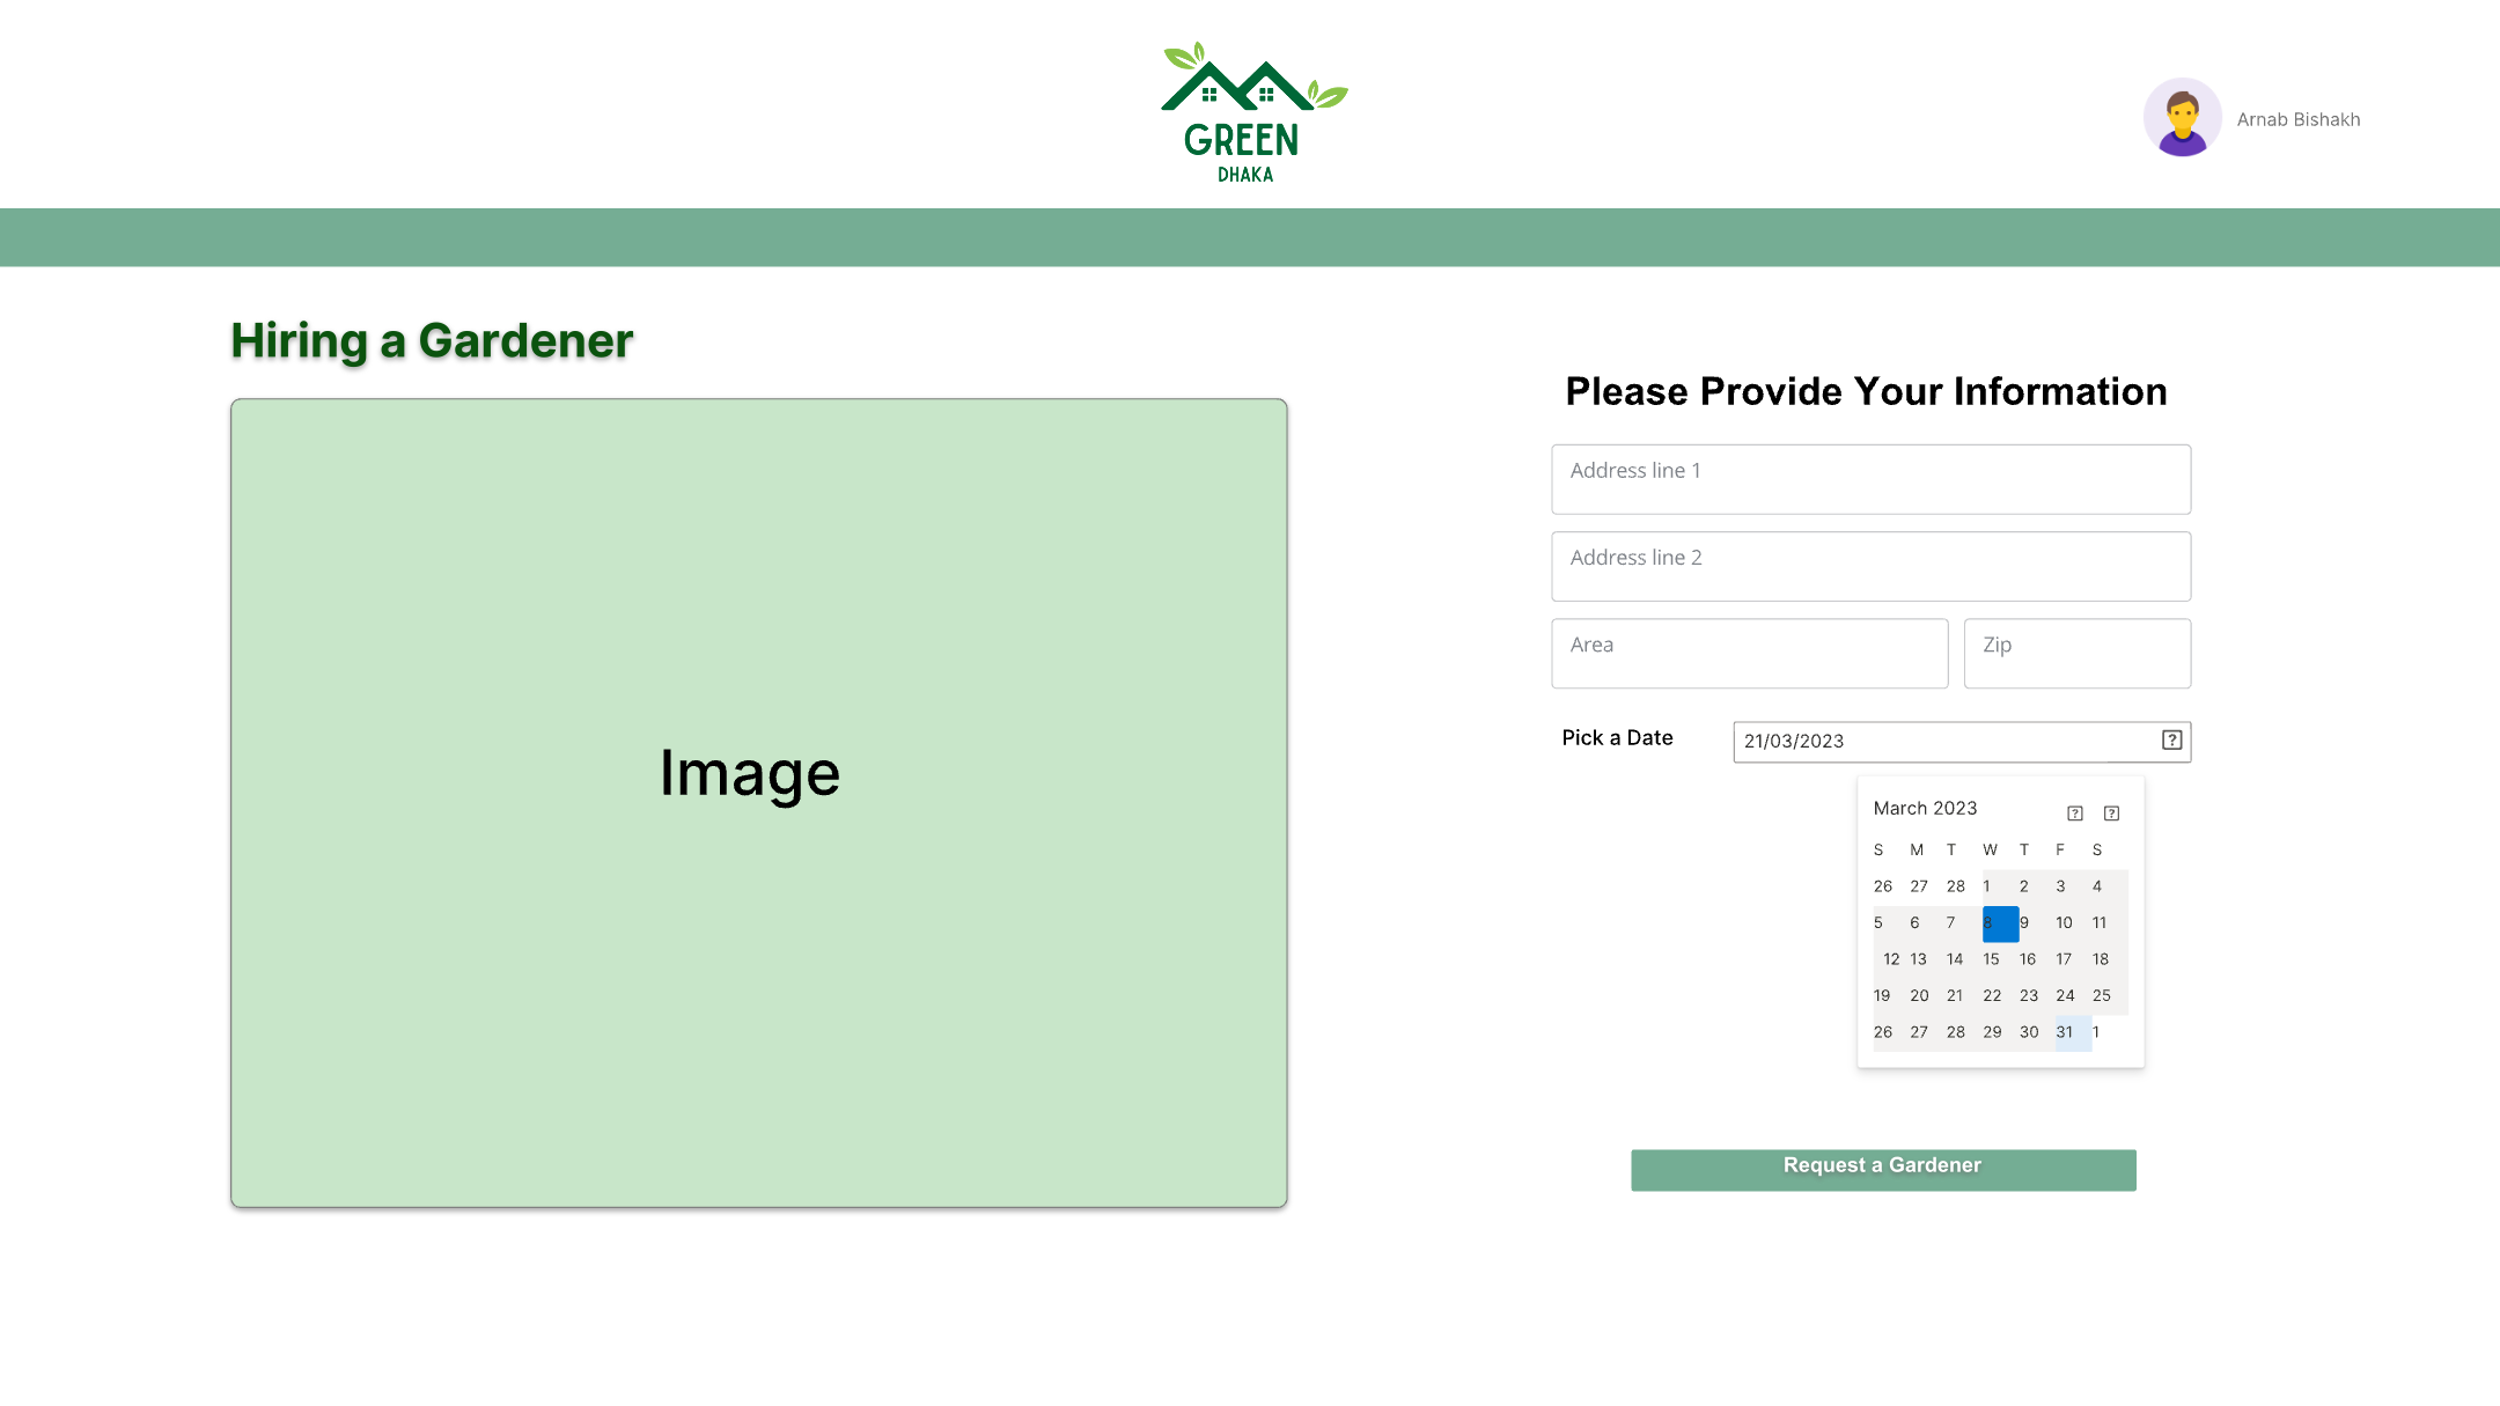 GREEN
DHAKA
Arnab Bishakh
Hiring a Gardener
Image
Please Provide Your Information
Address line 1
Address line 2
Area Zip
Pick a Date 21/03/2023
March 2023
S M T W T F S
26 27 28 1 2 3 4
5 6 7 8 9 10 11
12 13 14 15 16 17 18
19 20 21 22 23 24 25
26 27 28 29 30 31 1
Request a Gardener